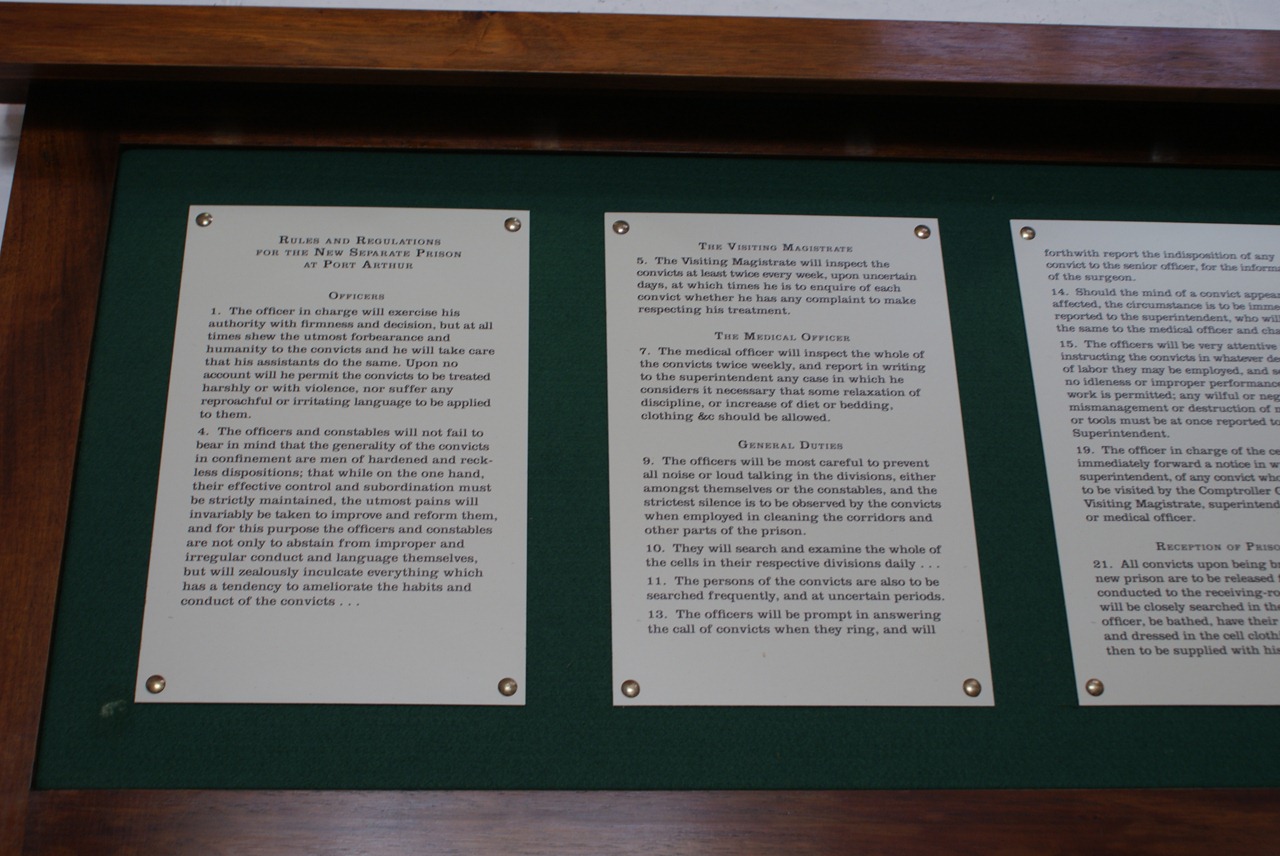 RULES AND REGULATIONS
FOR THE NEW SEPARATE PRISON
AT PORT ARTHUR
OFFICERS
1. The officer in charge will exercise his
authority with firmness and decision, but at all
times shew the utmost forbearance and
humanity to the convicts and he will take care
that his assistants do the same. Upon no
account will he permit the convicts to be treated
harshly or with violence, nor suffer any
reproachful or irritating language to be applied
to them.
4. The officers and constables will not fail to
bear in mind that the generality of the convicts
in confinement are men of hardened and reck-
less dispositions; that while on the one hand,
their effective control and subordination must
be strictly maintained, the utmost pains will
invariably be taken to improve and reform them,
and for this purpose the officers and constables
are not only to abstain from improper and
irregular conduct and language themselves,
but will zealously inculcate everything which
has a tendency to ameliorate the habits and
conduct of the convicts . . .
THE VISITING MAGISTRATE
5. The Visiting Magistrate will inspect the
convicts at least twice every week, upon uncertain
days, at which times he is to enquire of each
convict whether he has any complaint to make
respecting his treatment.
THE MEDICAL OFFICER
7. The medical officer will inspect the whole of
the convicts twice weekly, and report in writing
to the superintendent any case in which he
considers it necessary that some relaxation of
discipline, or increase of diet or bedding,
clothing &c should be allowed.
GENERAL DUTIES
9. The officers will be most careful to prevent
all noise or loud talking in the divisions, either
amongst themselves or the constables, and the
strictest silence is to be observed by the convicts
when employed in cleaning the corridors and
other parts of the prison.
10. They will search and examine the whole of
the cells in their respective divisions daily . . .
11. The persons of the convicts are also to be
searched frequently, and at uncertain periods.
13. The officers will be prompt in answering
the call of convicts when they ring, and will
forthwith report the indisposition of any
convict to the senior officer, for the
of the surgeon.
14. Should the mind of a convict
affected, the circumstance is to be
reported to the superintendent, who
the same to the medical officer and
15. The officers will be very attentive
instructing the convicts in whatever
of labor they may be employed, and
no idleness or improper
work is permitted; any wilful or
mismanagement or destruction of
or tools must be at once reported to
Superintendent.
19. The officer in charge of the
immediately forward a notice in
superintendent, of any convict
to be visited by the Comptroller
Visiting Magistrate,
or medical officer.
RECEPTION OF
21. All convicts upon being
new prison are to be released
conducted to the
will be closely searched in the
officer, be bathed, have their
and dressed in the cell
then to be supplied with